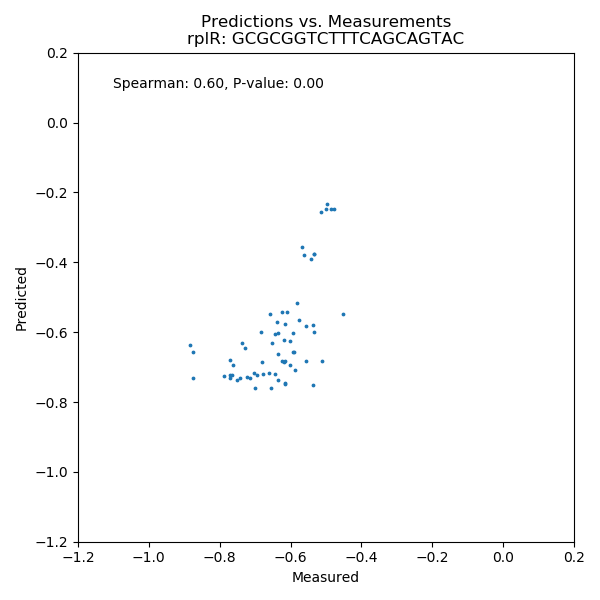 Predictions vs. Measurements
rplR: GCGCGGTCTTTCAGCAGTAC
Spearman: 0.60, P-value: 0.00
0.2
0.0
−0.2
−0.4
−0.6
−0.8
−1.0
−1.2
Predicted
−1.2 −1.0 −0.8 −0.6 −0.4 −0.2 0.0 0.2
Measured